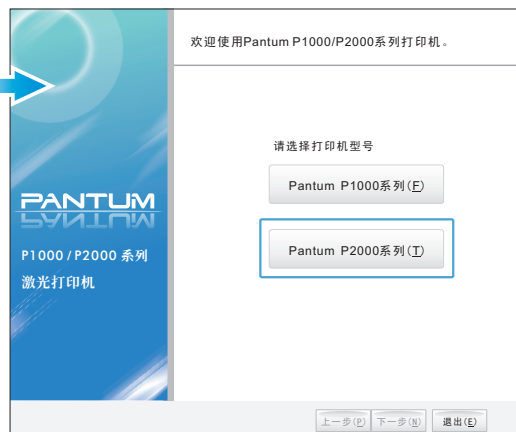 欢迎使用Pantum P1000/P2000系列打印机。
请选择打印机型号
Pantum P1000系列(F)
Pantum P2000系列(T)
PANTUM
P1000 / P2000 系列
激光打印机
上一步(P) 下一步(N) 退出(E)